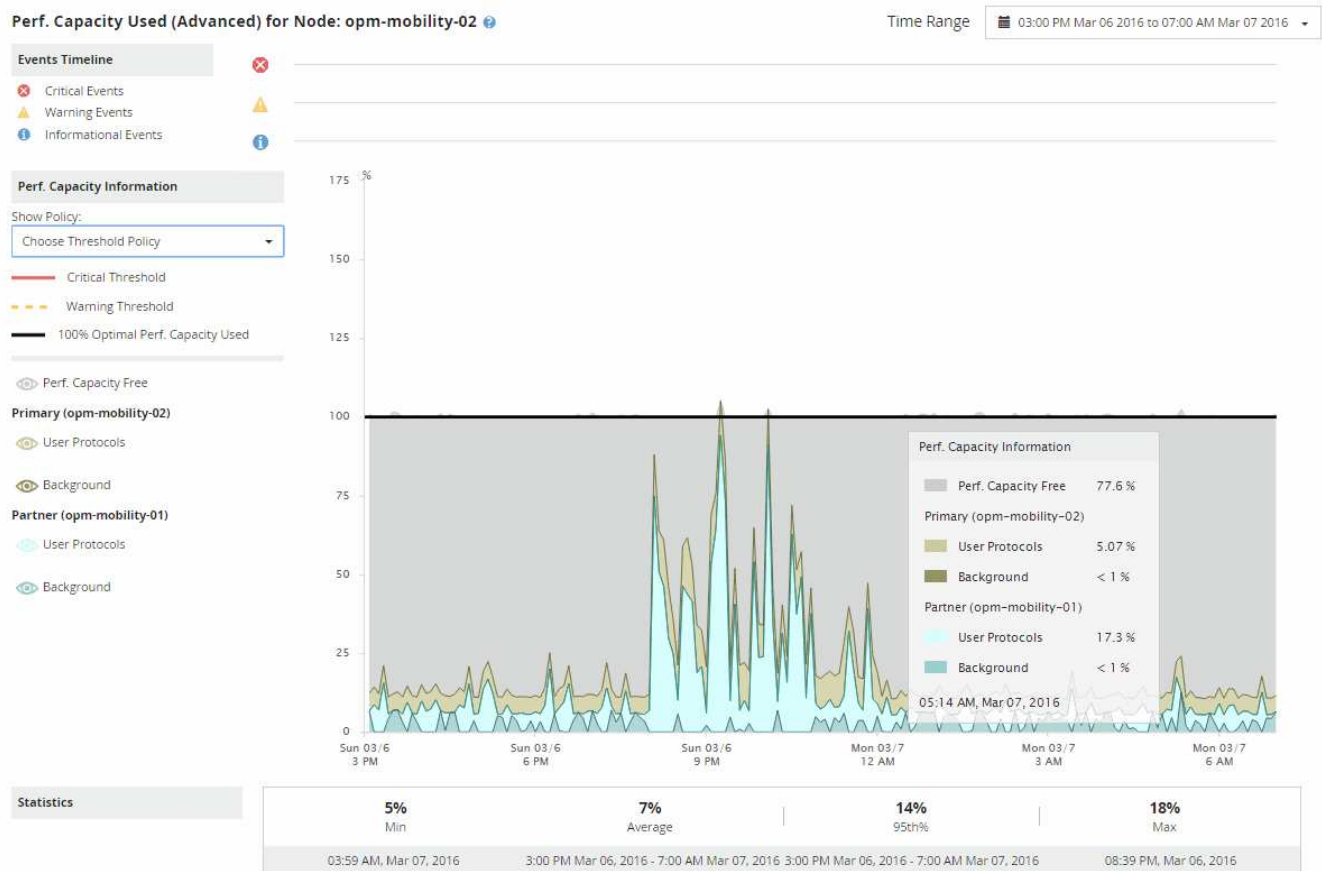 Perf. Capacity Used (Advanced) for Node: opm-mobility-02 ?
Time Range
03:00 PM Mar 06 2016 to 07:00 AM Mar 07 2016
Events Timeline
Critical Events
Warning Events
Informational Events
Perf. Capacity Information
Show Policy:
Choose Threshold Policy
Critical Threshold
Warning Threshold
100% Optimal Perf. Capacity Used
Perf. Capacity Free
Primary (opm-mobility-02)
User Protocols
Background
Partner (opm-mobility-01)
User Protocols
Background
%
175
150
125
100
75
50
25
0
Sun 03/6 3 PM
Sun 03/6 6 PM
Sun 03/6 9 PM
Mon 03/7 12 AM
Mon 03/7 3 AM
Mon 03/7 6 AM
Perf. Capacity Information
Perf. Capacity Free 77.6 %
Primary (opm-mobility-02)
User Protocols 5.07 %
Background < 1 %
Partner (opm-mobility-01)
User Protocols 17.3 %
Background < 1 %
05:14 AM, Mar 07, 2016
Statistics
5% 7% 14% 18%
Min Average 95th% Max
03:59 AM, Mar 07, 2016 3:00 PM Mar 06, 2016 - 7:00 AM Mar 07, 2016 3:00 PM Mar 06, 2016 - 7:00 AM Mar 07, 2016 08:39 PM, Mar 06, 2016